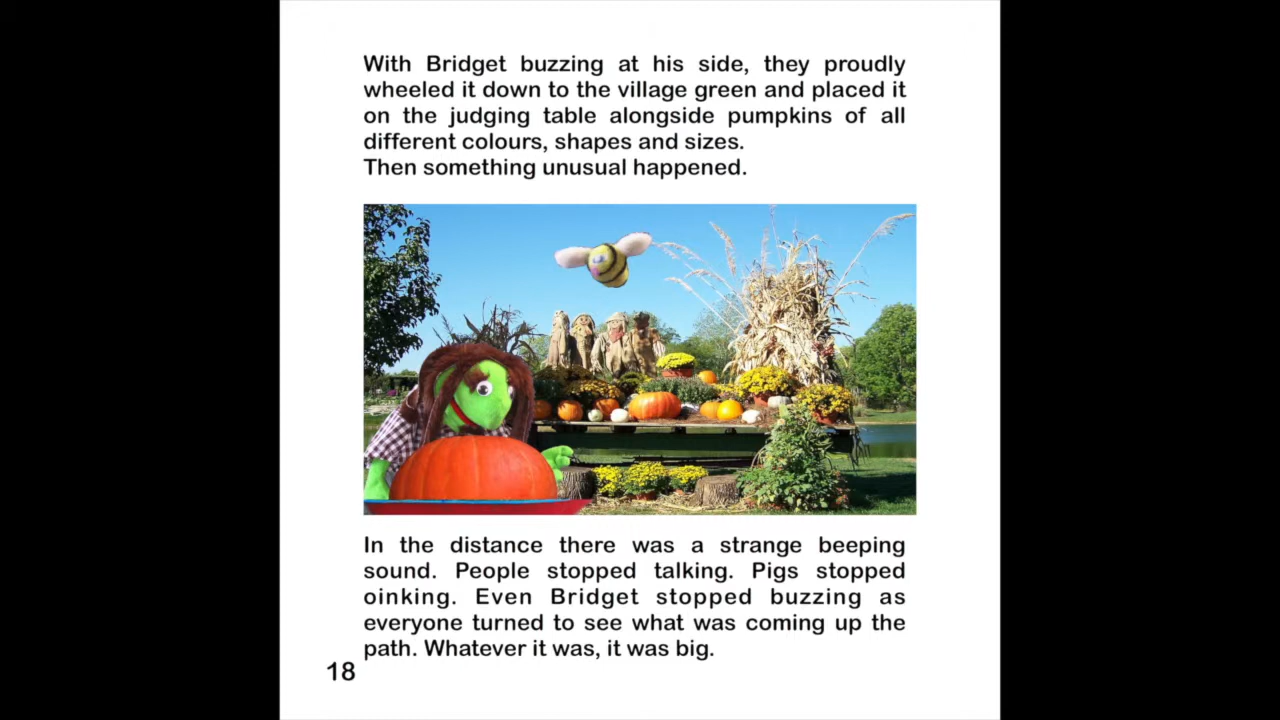 With Bridget buzzing at his side, they proudly
wheeled it down to the village green and placed it
on the judging table alongside pumpkins of all
different colours, shapes and sizes.
Then something unusual happened.
In the distance there was a strange beeping
sound. People stopped talking. Pigs stopped
oinking. Even Bridget stopped buzzing as
everyone turned to see what was coming up the
path. Whatever it was, it was big.
18